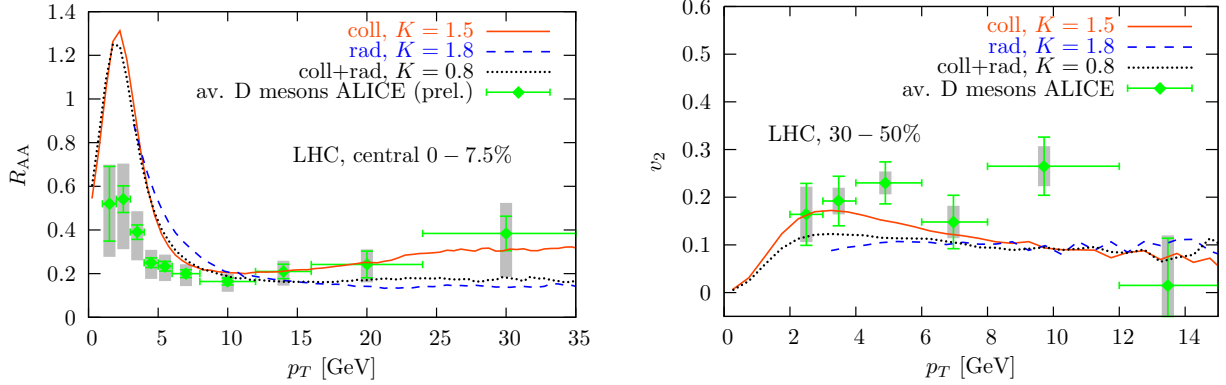 1.4
1.2
1
0.8
0.6
0.4
0.2
0
R_AA
coll, K = 1.5
rad, K = 1.8
coll+rad, K = 0.8
av. D mesons ALICE (prel.)
LHC, central 0 − 7.5%
0 5 10 15 20 25 30 35
p_T [GeV]
0.6
0.5
0.4
0.3
0.2
0.1
0
v_2
coll, K = 1.5
rad, K = 1.8
coll+rad, K = 0.8
av. D mesons ALICE
LHC, 30 − 50%
0 2 4 6 8 10 12 14
p_T [GeV]